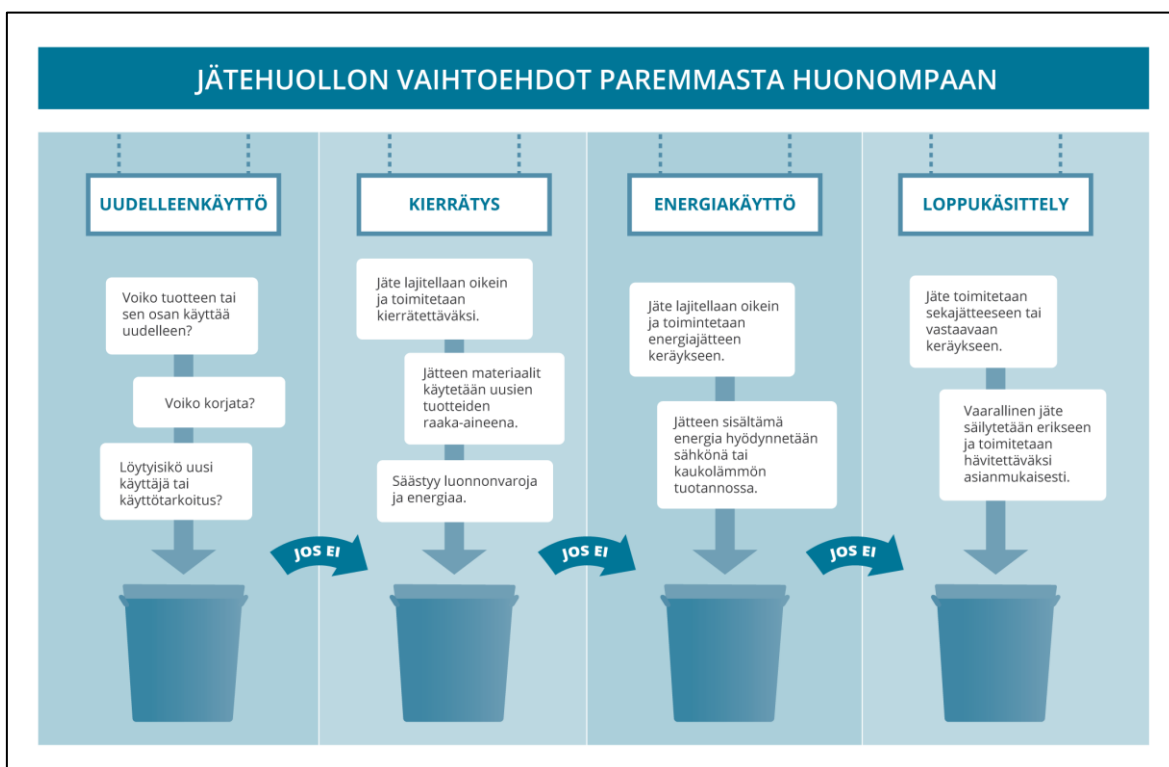 JÄTEHUOLLON VAIHTOEHDOT PAREMMASTA HUONOMPAAN
UUDELLEENKÄYTTÖ
Voiko tuotteen tai
sen osan käyttää
uudelleen?
Voiko korjata?
Löytyisikö uusi
käyttäjä tai
käyttötarkoitus?
JOS EI
KIERRÄTYS
Jäte lajitellaan oikein
ja toimitetaan
kierrätettäväksi.
Jätteen materiaalit
käytetään uusien
tuotteiden
raaka-aineena.
Säästyy luonnonvaroja
ja energiaa.
JOS EI
ENERGIAKÄYTTÖ
Jäte lajitellaan oikein
ja toimintetaan
energiajätteen
keräykseen.
Jätteen sisältämä
energia hyödynnetään
sähkönä tai
kaukolämmön
tuotannossa.
JOS EI
LOPPUKÄSITTELY
Jäte toimitetaan
sekajätteeseen tai
vastaavaan
keräykseen.
Vaarallinen jäte
säilytetään erikseen
ja toimitetaan
hävitettäväksi
asianmukaisesti.